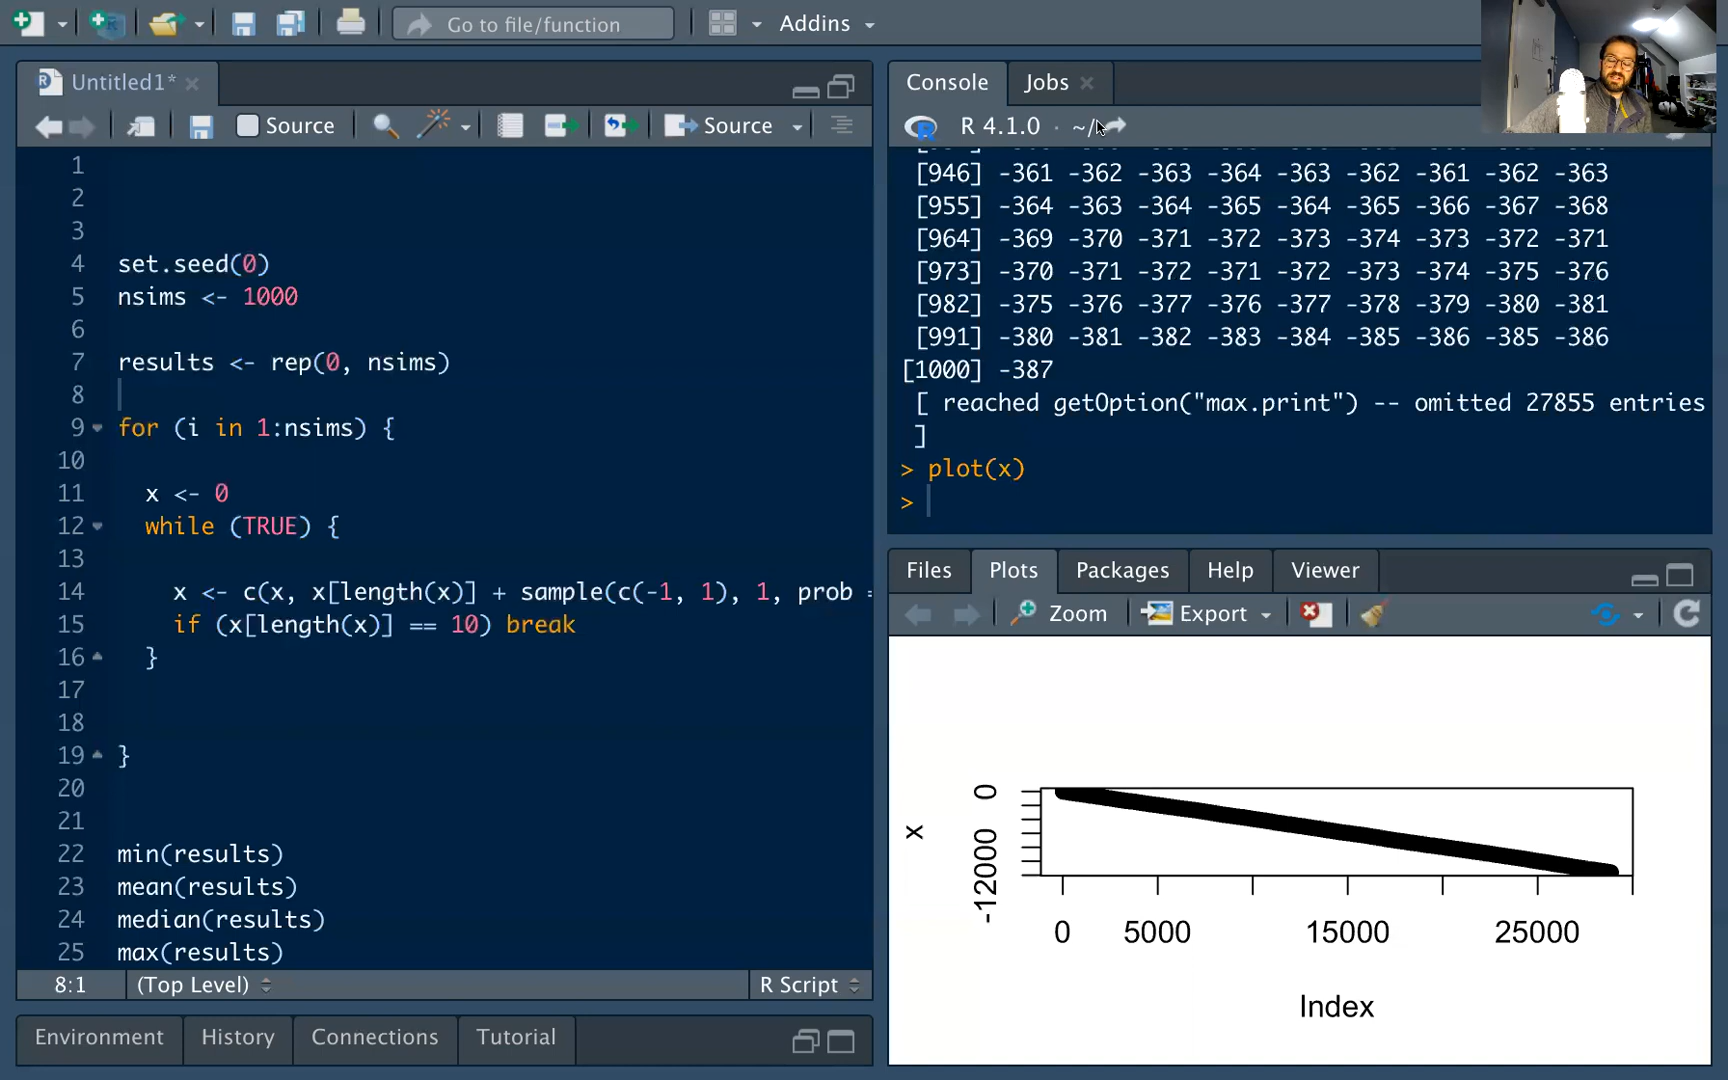 Go to file/function
Addins
Untitled1*
Source
Source
1
2
3
4 set.seed(0)
5 nsims <- 1000
6
7 results <- rep(0, nsims)
8
9 for (i in 1:nsims) {
10
11 x <- 0
12 while (TRUE) {
13
14 x <- c(x, x[length(x)] + sample(c(-1, 1), 1, prob =
15 if (x[length(x)] == 10) break
16 }
17
18
19 }
20
21
22 min(results)
23 mean(results)
24 median(results)
25 max(results)
8:1 (Top Level) R Script
Environment History Connections Tutorial
Console Jobs
R 4.1.0 · ~/
[946] -361 -362 -363 -364 -363 -362 -361 -362 -363
[955] -364 -363 -364 -365 -364 -365 -366 -367 -368
[964] -369 -370 -371 -372 -373 -374 -373 -372 -371
[973] -370 -371 -372 -371 -372 -373 -374 -375 -376
[982] -375 -376 -377 -376 -377 -378 -379 -380 -381
[991] -380 -381 -382 -383 -384 -385 -386 -385 -386
[1000] -387
[ reached getOption("max.print") -- omitted 27855 entries
]
> plot(x)
>
Files Plots Packages Help Viewer
Zoom Export
x
0
-12000
0 5000 15000 25000
Index